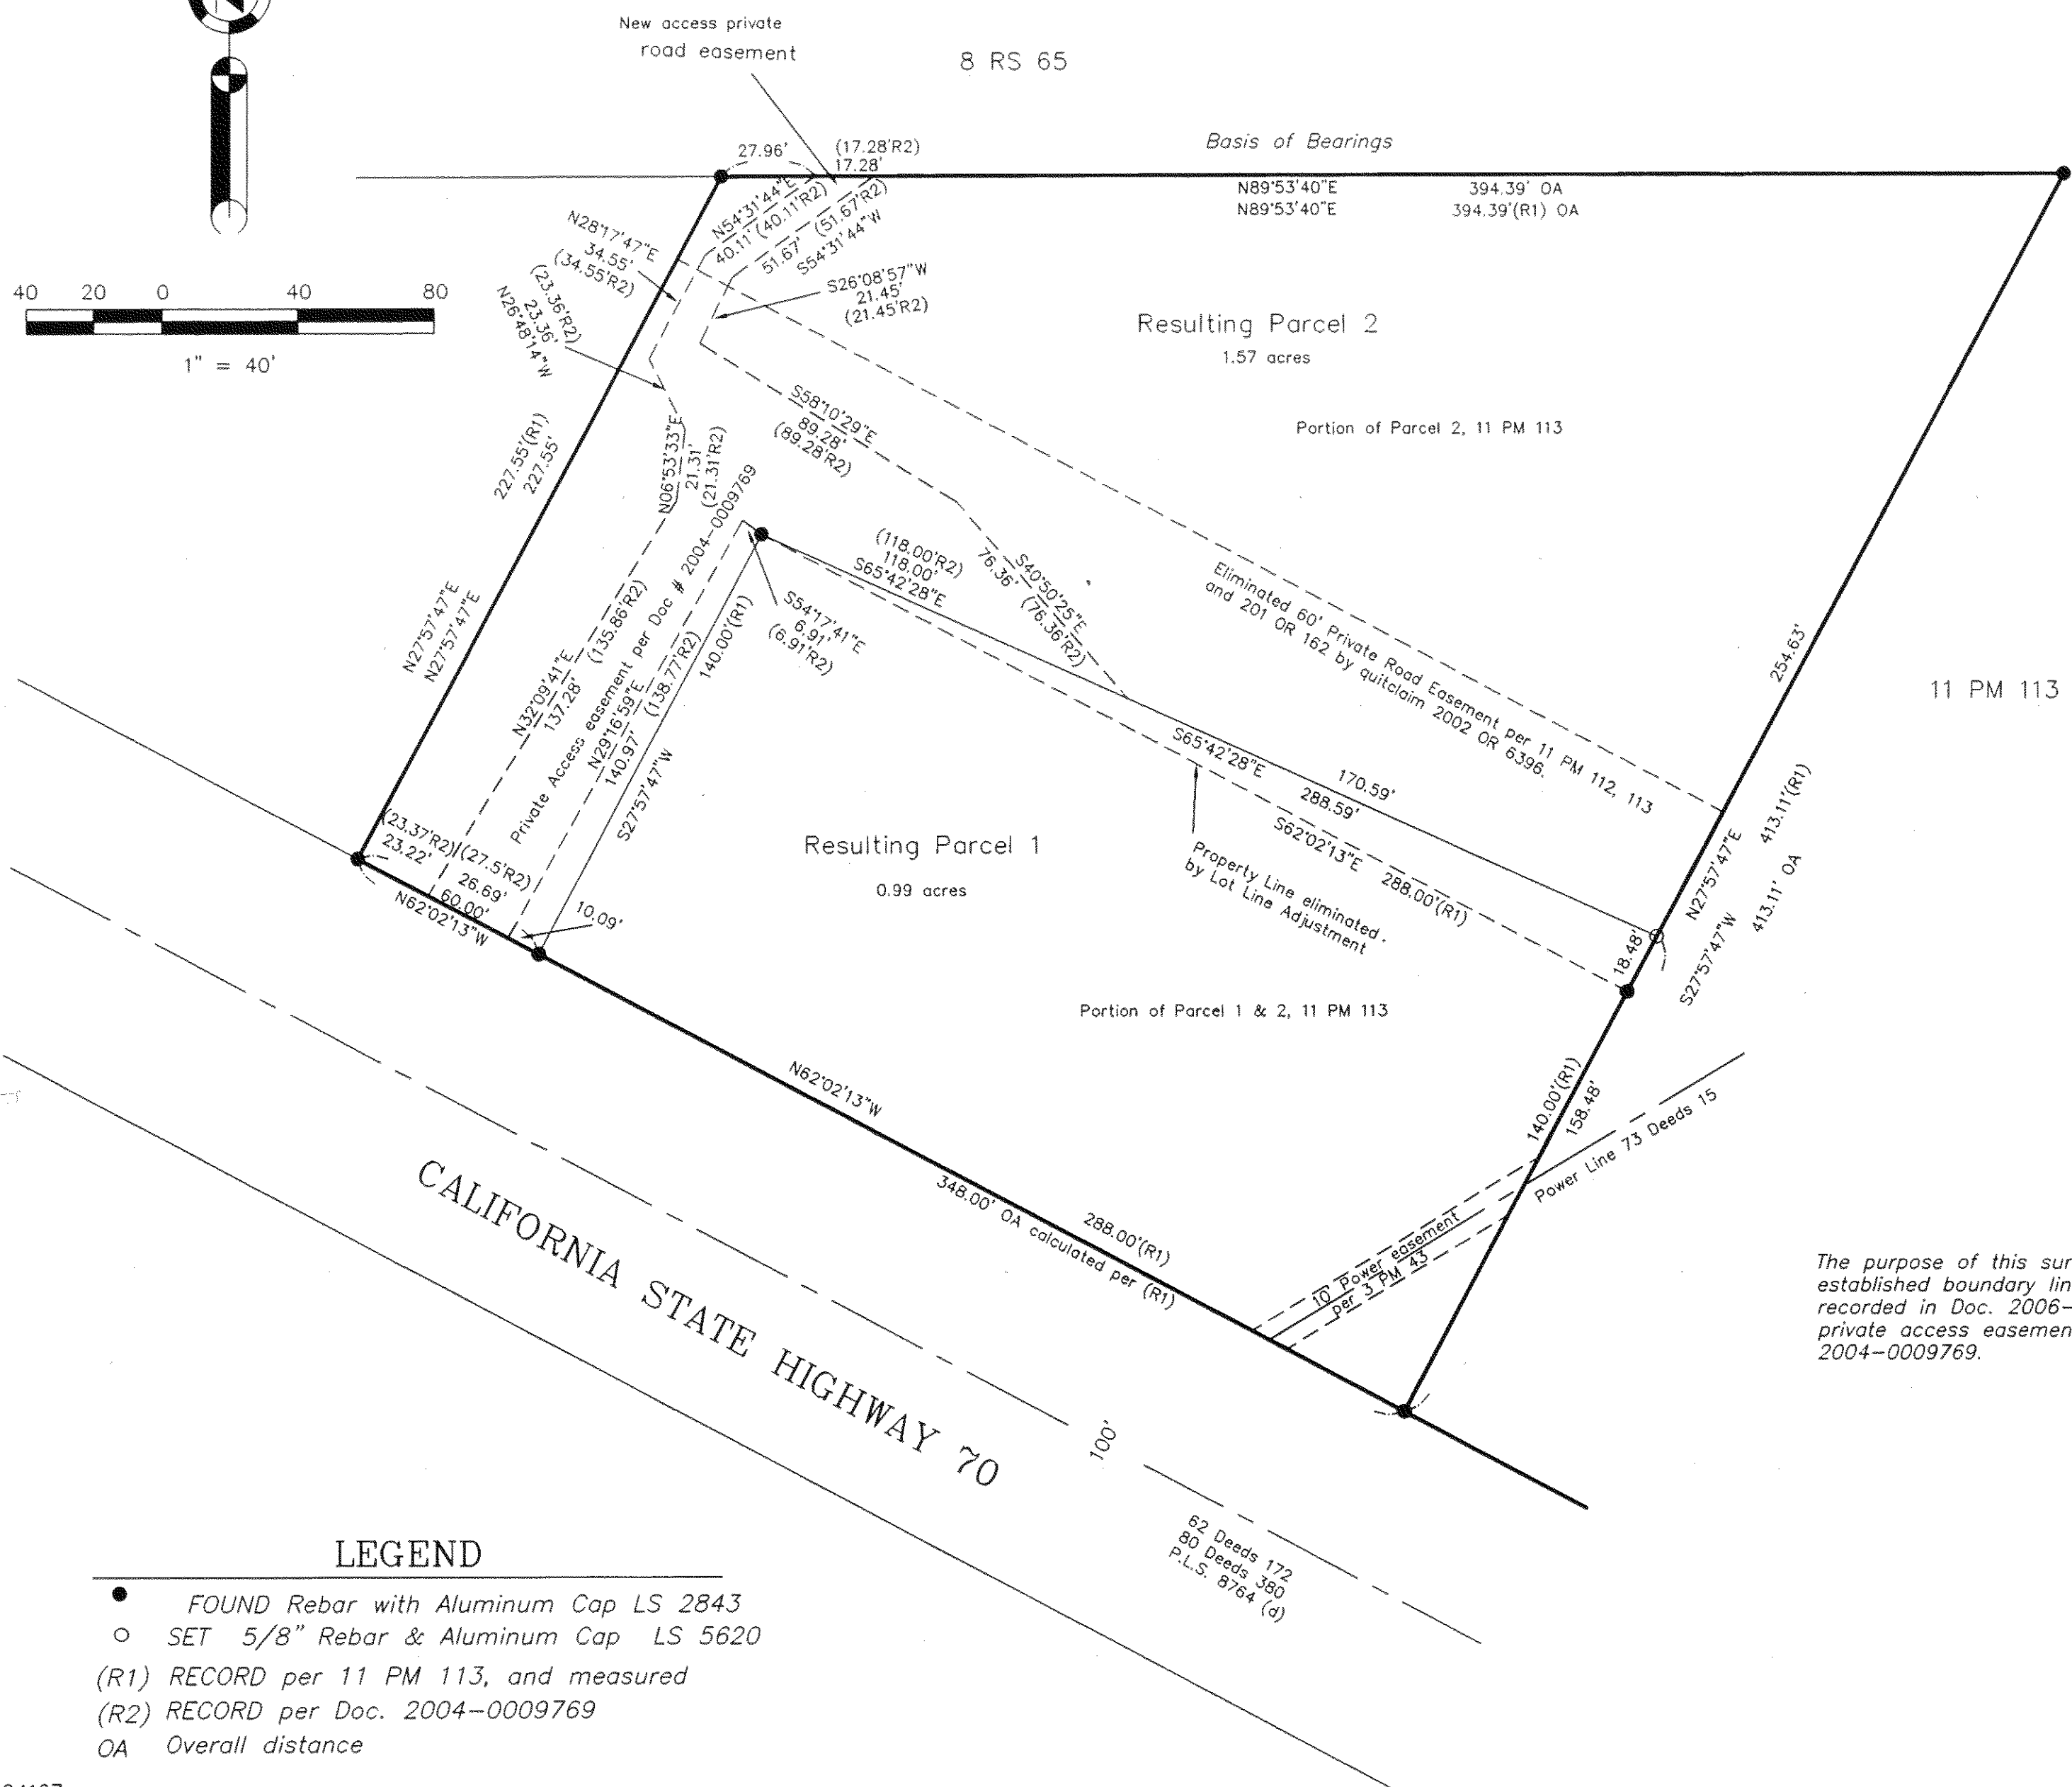 New access private
road easement
8 RS 65
Basis of Bearings
27.96'
(17.28'R2)
17.28'
N89°53'40"E 394.39' OA
N89°53'40"E 394.39'(R1) OA
N54°31'44"E
40.11' (40.11'R2)
51.67' (51.67'R2)
S54°31'44"W
N28°17'47"E
34.55'
(34.55'R2)
S26°08'57"W
21.45'
(21.45'R2)
(23.36'R2)
23.36'
N26°48'14"W
40 20 0 40 80
1" = 40'
Resulting Parcel 2
1.57 acres
Portion of Parcel 2, 11 PM 113
S58°10'29"E
89.28'
(89.28'R2)
N06°53'33"E
21.31'
(21.31'R2)
227.55'(R1)
227.55'
N27°57'47"E
N27°57'47"E
(118.00'R2)
118.00'
S65°42'28"E
S40°50'25"E
76.36' (76.36'R2)
Eliminated 60' Private Road Easement per 11 PM 112, 113
and 201 OR 162 by quitclaim 2002 OR 6396.
254.63'
11 PM 113
N32°09'41"E (135.86'R2)
137.28'
Private Access easement per Doc # 2004-0009769
N29°16'59"E (138.77'R2)
140.97'
140.00'(R1)
S27°57'47"W
S54°17'41"E
6.91'
(6.91'R2)
S65°42'28"E
170.59'
288.59'
S62°02'13"E 288.00'(R1)
Property Line eliminated
by Lot Line Adjustment
N27°57'47"E 413.11'(R1)
S27°57'47"W 413.11' OA
18.48'
Resulting Parcel 1
0.99 acres
(23.37'R2)
23.22'
(27.5'R2)
26.69'
60.00'
N62°02'13"W
10.09'
Portion of Parcel 1 & 2, 11 PM 113
N62°02'13"W
348.00' OA calculated per (R1)
288.00'(R1)
140.00'(R1)
158.48'
Power Line 73 Deeds 15
10' Power easement
per 3 PM 43
CALIFORNIA STATE HIGHWAY 70
100'
62 Deeds 172
80 Deeds 380
P.L.S. 8764 (d)
The purpose of this sur
established boundary lin
recorded in Doc. 2006-
private access easemen
2004-0009769.
LEGEND
FOUND Rebar with Aluminum Cap LS 2843
SET 5/8" Rebar & Aluminum Cap LS 5620
(R1) RECORD per 11 PM 113, and measured
(R2) RECORD per Doc. 2004-0009769
OA Overall distance